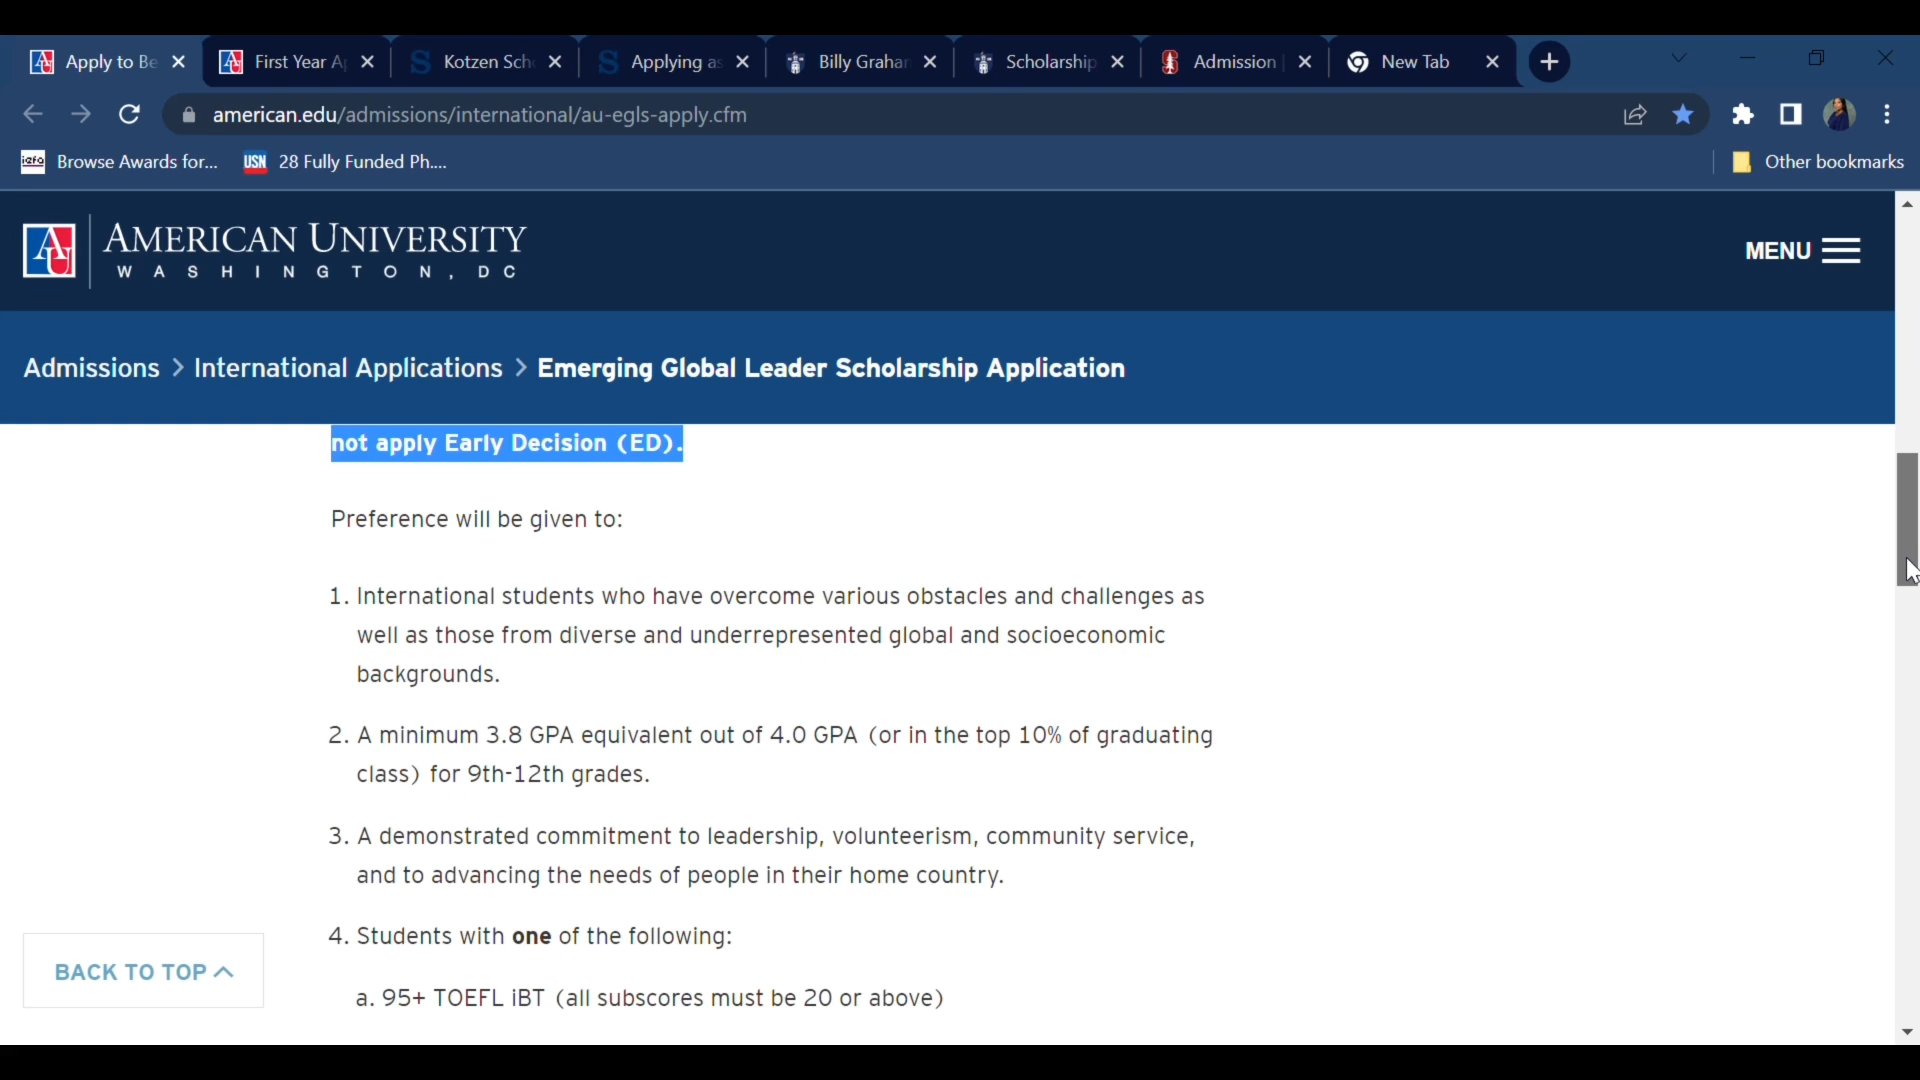 Apply to Be
First Year A
Kotzen Sch
Applying as
Billy Graha
Scholarship
Admission
New Tab
american.edu/admissions/international/au-egls-apply.cfm
iefa
Browse Awards for...
USN
28 Fully Funded Ph....
Other bookmarks
AU
AMERICAN UNIVERSITY
WASHINGTON, DC
MENU
Admissions > International Applications > Emerging Global Leader Scholarship Application
not apply Early Decision (ED).
Preference will be given to:
1. International students who have overcome various obstacles and challenges as
well as those from diverse and underrepresented global and socioeconomic
backgrounds.
2. A minimum 3.8 GPA equivalent out of 4.0 GPA (or in the top 10% of graduating
class) for 9th-12th grades.
3. A demonstrated commitment to leadership, volunteerism, community service,
and to advancing the needs of people in their home country.
4. Students with one of the following:
a. 95+ TOEFL iBT (all subscores must be 20 or above)
BACK TO TOP